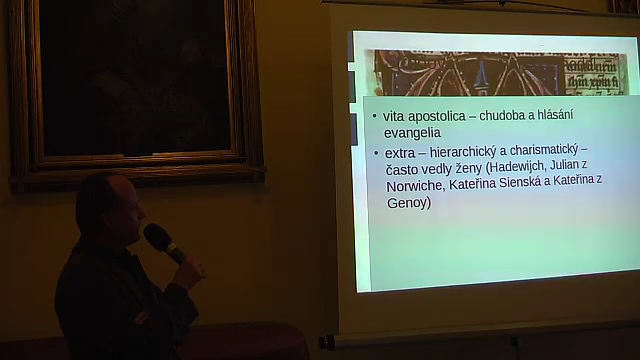 • vita apostolica – chudoba a hlásání
evangelia
• extra – hierarchický a charismatický –
často vedly ženy (Hadewijch, Julian z
Norwiche, Kateřina Sienská a Kateřina z
Genoy)